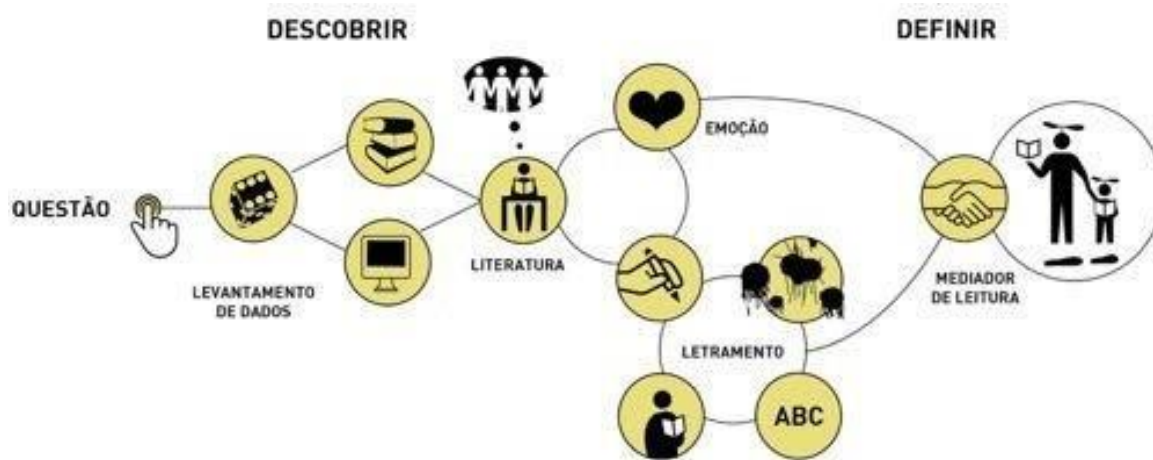 DESCOBRIR
DEFINIR
QUESTÃO
LEVANTAMENTO
DE DADOS
LITERATURA
EMOÇÃO
LETRAMENTO
ABC
MEDIADOR
DE LEITURA